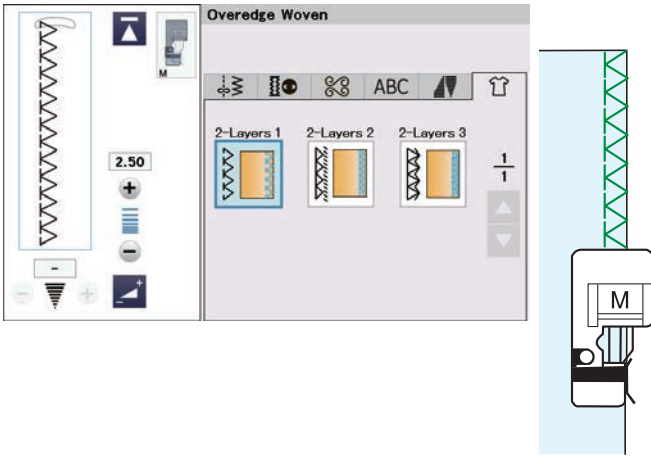 Overedge Woven
M
ABC
2-Layers 1
2-Layers 2
2-Layers 3
2.50
1
1
-
M